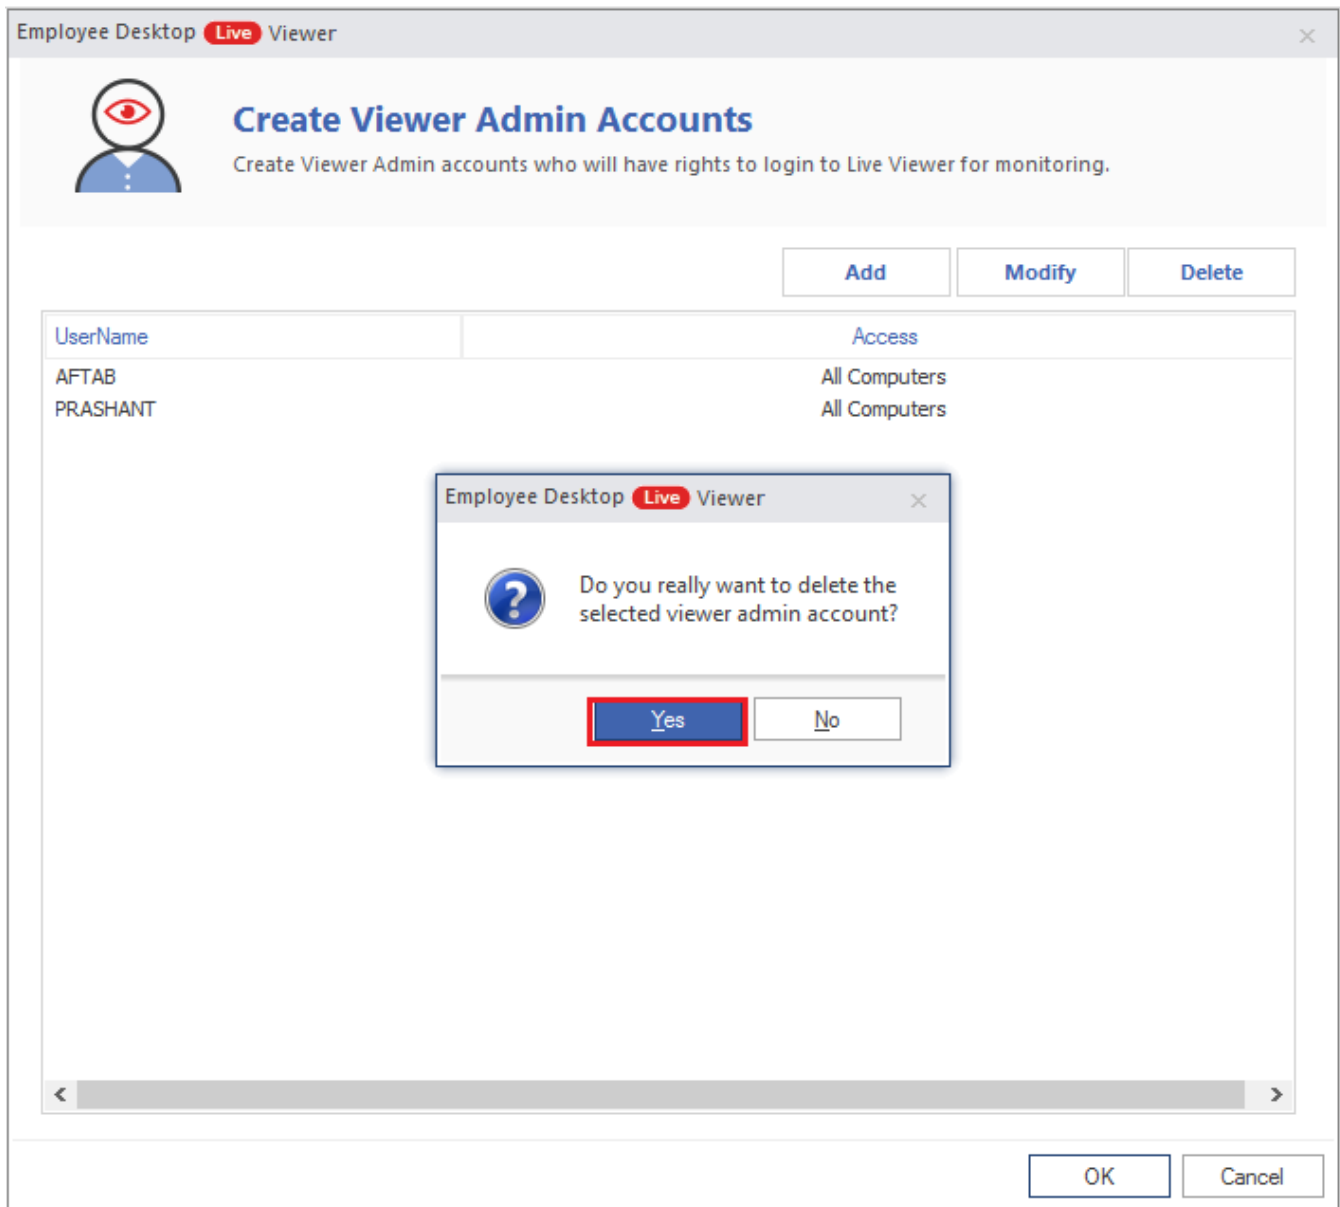 Employee Desktop Live Viewer
Create Viewer Admin Accounts
Create Viewer Admin accounts who will have rights to login to Live Viewer for monitoring.
Add Modify Delete
UserName Access
AFTAB All Computers
PRASHANT All Computers
Employee Desktop Live Viewer
Do you really want to delete the
selected viewer admin account?
Yes No
OK Cancel